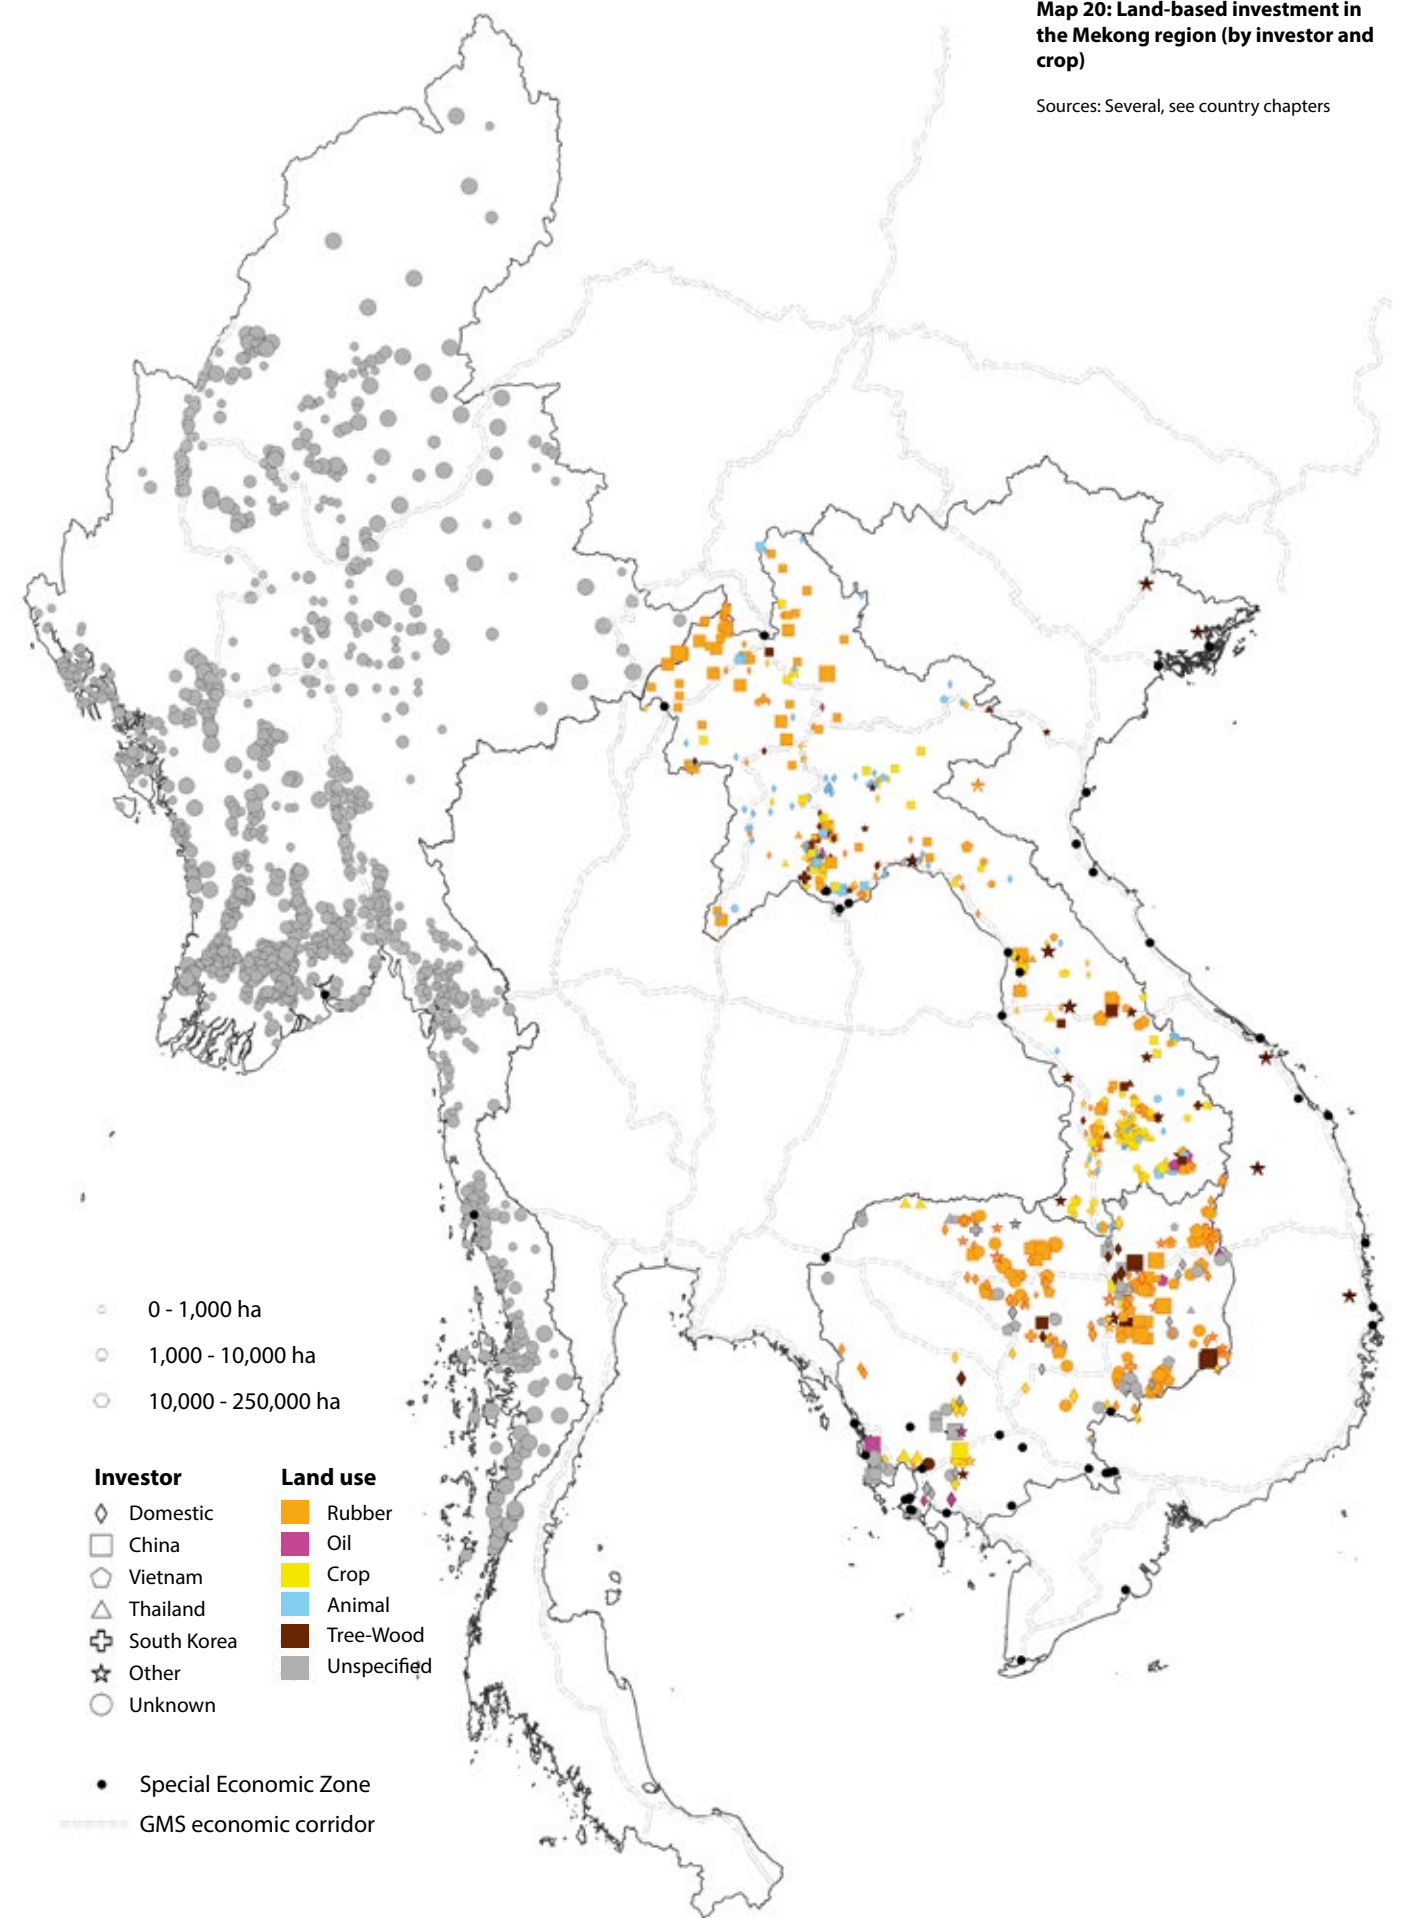 Map 20: Land-based investment in
the Mekong region (by investor and
crop)
Sources: Several, see country chapters
0 - 1,000 ha
1,000 - 10,000 ha
10,000 - 250,000 ha
Investor
Domestic
China
Vietnam
Thailand
South Korea
Other
Unknown
Land use
Rubber
Oil
Crop
Animal
Tree-Wood
Unspecified
Special Economic Zone
GMS economic corridor